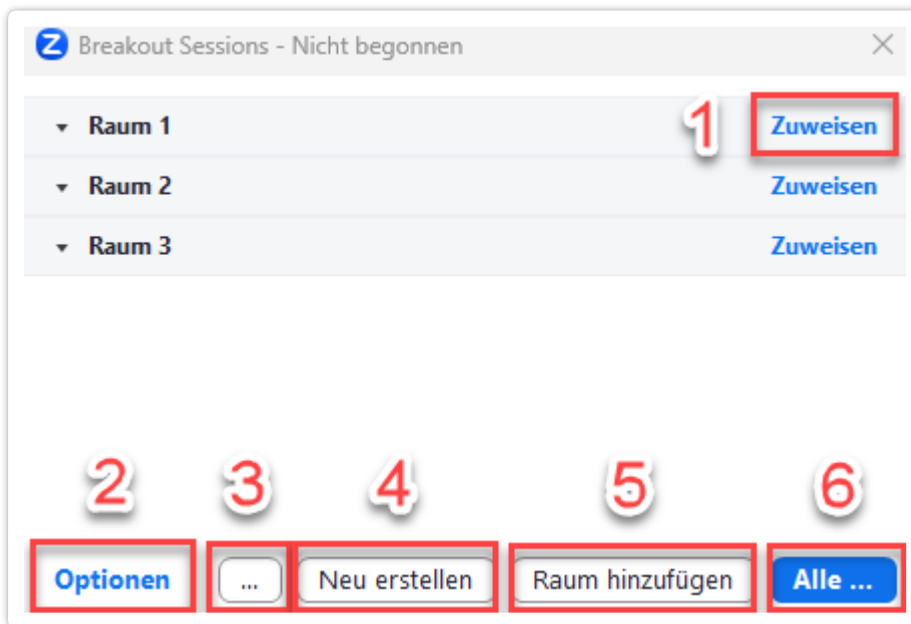 Breakout Sessions - Nicht begonnen
Raum 1 1 Zuweisen
Raum 2 Zuweisen
Raum 3 Zuweisen
2 3 4 5 6
Optionen ... Neu erstellen Raum hinzufügen Alle ...